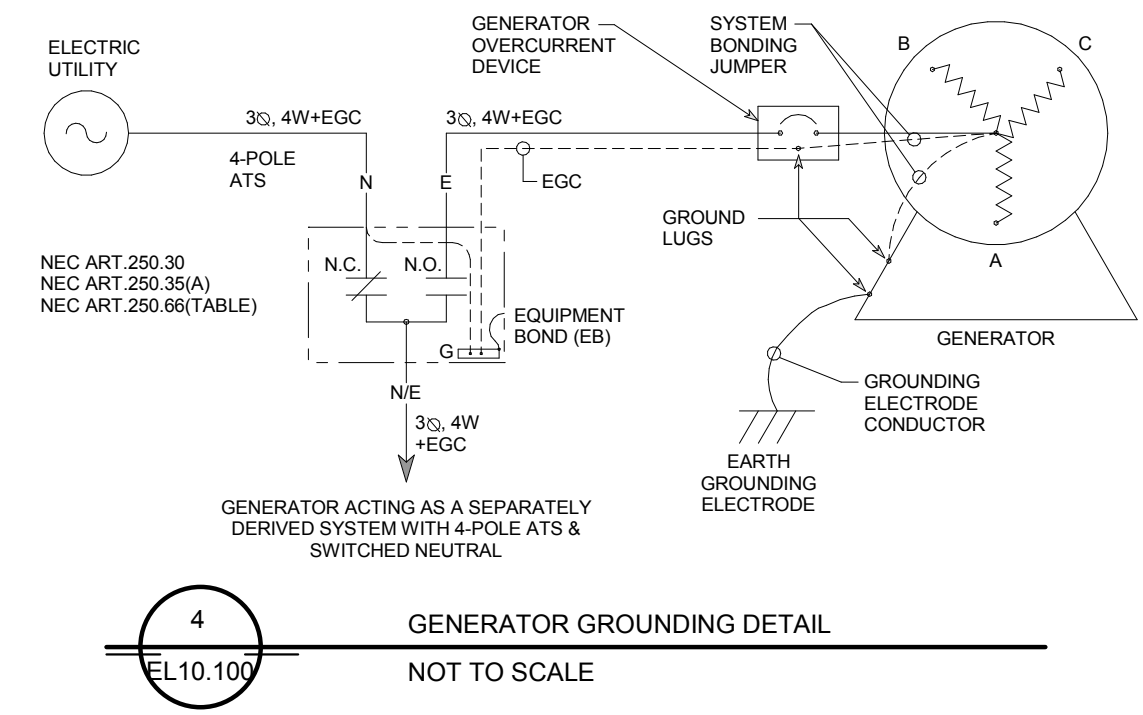 GENERATOR
OVERCURRENT
DEVICE
SYSTEM
BONDING
JUMPER
ELECTRIC
UTILITY
B
C
3∅, 4W+EGC
3∅, 4W+EGC
4-POLE
ATS
N
E
EGC
GROUND
LUGS
A
NEC ART.250.30
NEC ART.250.35(A)
NEC ART.250.66(TABLE)
N.C.
N.O.
EQUIPMENT
BOND (EB)
G
GENERATOR
N/E
GROUNDING
ELECTRODE
CONDUCTOR
3∅, 4W
+EGC
EARTH
GROUNDING
ELECTRODE
GENERATOR ACTING AS A SEPARATELY
DERIVED SYSTEM WITH 4-POLE ATS &
SWITCHED NEUTRAL
4
GENERATOR GROUNDING DETAIL
EL10.100
NOT TO SCALE